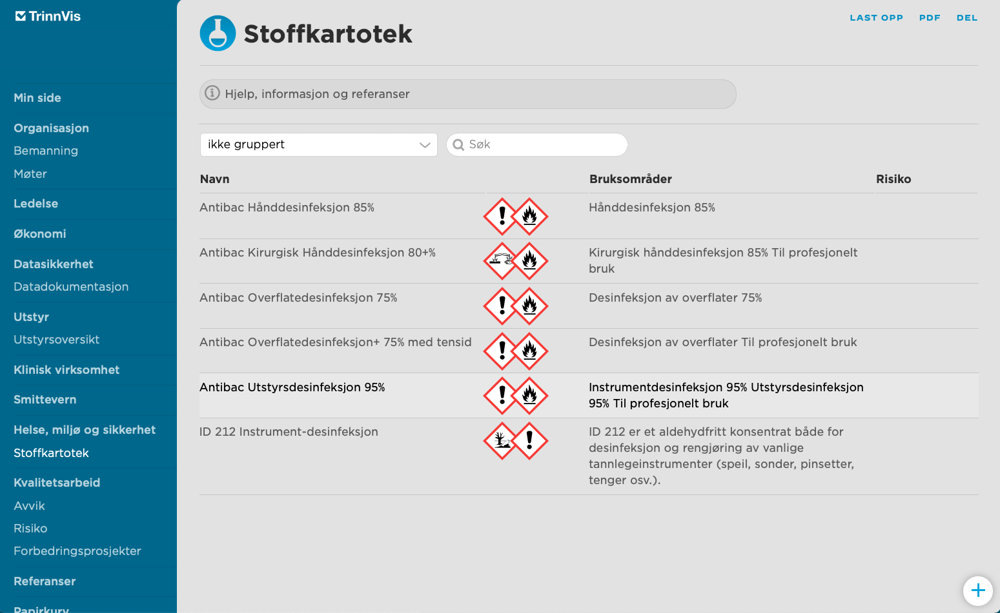 TrinnVis
Min side
Organisasjon
Bemanning
Møter
Ledelse
Økonomi
Datasikkerhet
Datadokumentasjon
Utstyr
Utstyrsoversikt
Klinisk virksomhet
Smittevern
Helse, miljø og sikkerhet
Stoffkartotek
Kvalitetsarbeid
Avvik
Risiko
Forbedringsprosjekter
Referanser
Papirkurv
LAST OPP PDF DEL
Stoffkartotek
Hjelp, informasjon og referanser
ikke gruppert
Søk
Navn Bruksområder Risiko
Antibac Hånddesinfeksjon 85% Hånddesinfeksjon 85%
Antibac Kirurgisk Hånddesinfeksjon 80+% Kirurgisk hånddesinfeksjon 85% Til profesjonelt
bruk
Antibac Overflatedesinfeksjon 75% Desinfeksjon av overflater 75%
Antibac Overflatedesinfeksjon+ 75% med tensid Desinfeksjon av overflater Til profesjonelt bruk
Antibac Utstyrsdesinfeksjon 95% Instrumentdesinfeksjon 95% Utstyrsdesinfeksjon
95% Til profesjonelt bruk
ID 212 Instrument-desinfeksjon ID 212 er et aldehydfritt konsentrat både for
desinfeksjon og rengjøring av vanlige
tannlegeinstrumenter (speil, sonder, pinsetter,
tenger osv.).